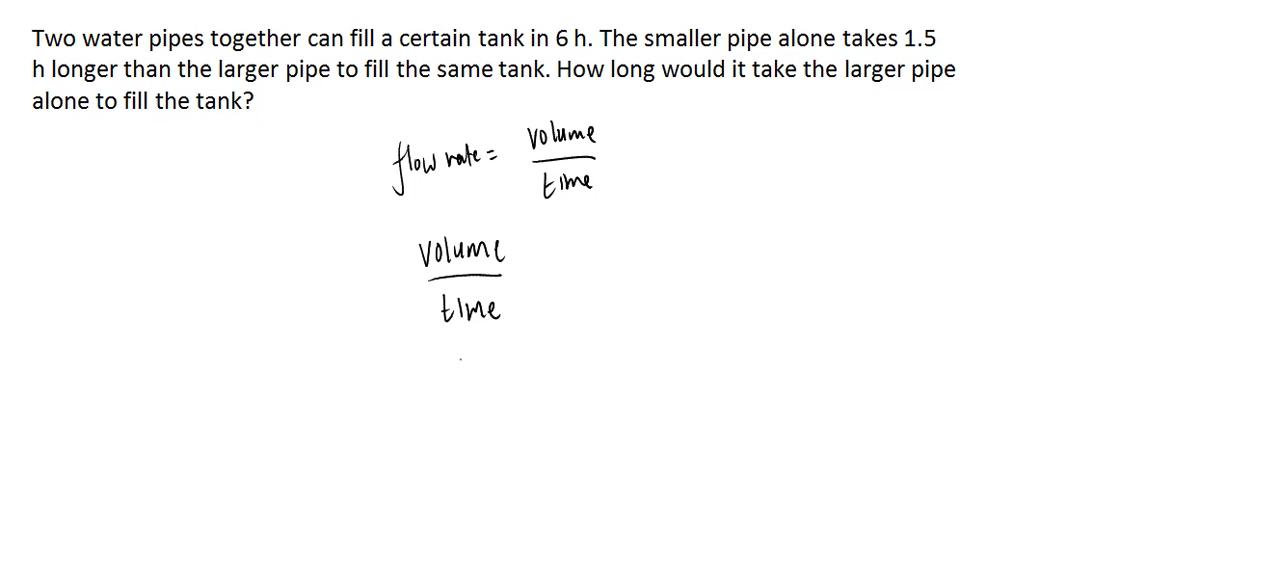 Two water pipes together can fill a certain tank in 6 h. The smaller pipe alone takes 1.5
h longer than the larger pipe to fill the same tank. How long would it take the larger pipe
alone to fill the tank?
flow rate = volume
time
volume
time